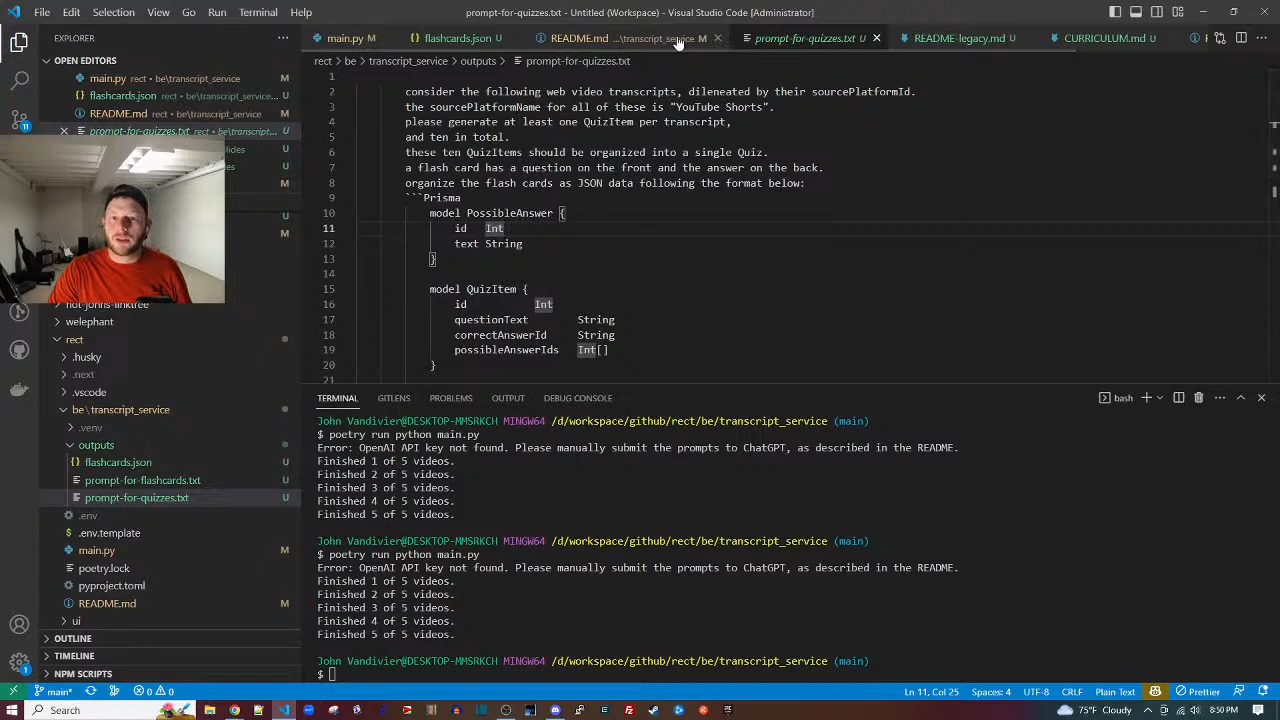 File Edit Selection View Go Run Terminal Help
prompt-for-quizzes.txt - Untitled (Workspace) - Visual Studio Code [Administrator]
EXPLORER
main.py M
flashcards.json U
README.md ...\transcript_service M
prompt-for-quizzes.txt U
README-legacy.md U
CURRICULUM.md U
rect > be > transcript_service > outputs > prompt-for-quizzes.txt
OPEN EDITORS
main.py rect • be\transcript_service
flashcards.json rect • be\transcript_service...
README.md rect • be\transcript_service
prompt-for-quizzes.txt rect • be\transcript... U
1
2 consider the following web video transcripts, dileneated by their sourcePlatformId.
3 the sourcePlatformName for all of these is "YouTube Shorts".
4 please generate at least one QuizItem per transcript,
5 and ten in total.
6 these ten QuizItems should be organized into a single Quiz.
7 a flash card has a question on the front and the answer on the back.
8 organize the flash cards as JSON data following the format below:
9 ```Prisma
10 model PossibleAnswer {
11 id Int
12 text String
13 }
14
15 model QuizItem {
16 id Int
17 questionText String
18 correctAnswerId String
19 possibleAnswerIds Int[]
20 }
21
11
U
U
M
U
M
not-johns-linktree
welephant
rect
.husky
.next
.vscode
be\transcript_service
.venv
outputs
flashcards.json U
prompt-for-flashcards.txt U
prompt-for-quizzes.txt U
.env
.env.template
main.py M
poetry.lock
pyproject.toml
README.md M
ui
OUTLINE
TIMELINE
NPM SCRIPTS
TERMINAL GITLENS PROBLEMS OUTPUT DEBUG CONSOLE
bash
John Vandivier@DESKTOP-MMSRKCH MINGW64 /d/workspace/github/rect/be/transcript_service (main)
$ poetry run python main.py
Error: OpenAI API key not found. Please manually submit the prompts to ChatGPT, as described in the README.
Finished 1 of 5 videos.
Finished 2 of 5 videos.
Finished 3 of 5 videos.
Finished 4 of 5 videos.
Finished 5 of 5 videos.
John Vandivier@DESKTOP-MMSRKCH MINGW64 /d/workspace/github/rect/be/transcript_service (main)
$ poetry run python main.py
Error: OpenAI API key not found. Please manually submit the prompts to ChatGPT, as described in the README.
Finished 1 of 5 videos.
Finished 2 of 5 videos.
Finished 3 of 5 videos.
Finished 4 of 5 videos.
Finished 5 of 5 videos.
John Vandivier@DESKTOP-MMSRKCH MINGW64 /d/workspace/github/rect/be/transcript_service (main)
$
1
main* 0 0
Ln 11, Col 25 Spaces: 4 UTF-8 CRLF Plain Text Prettier
Search
75°F Cloudy 8:50 PM